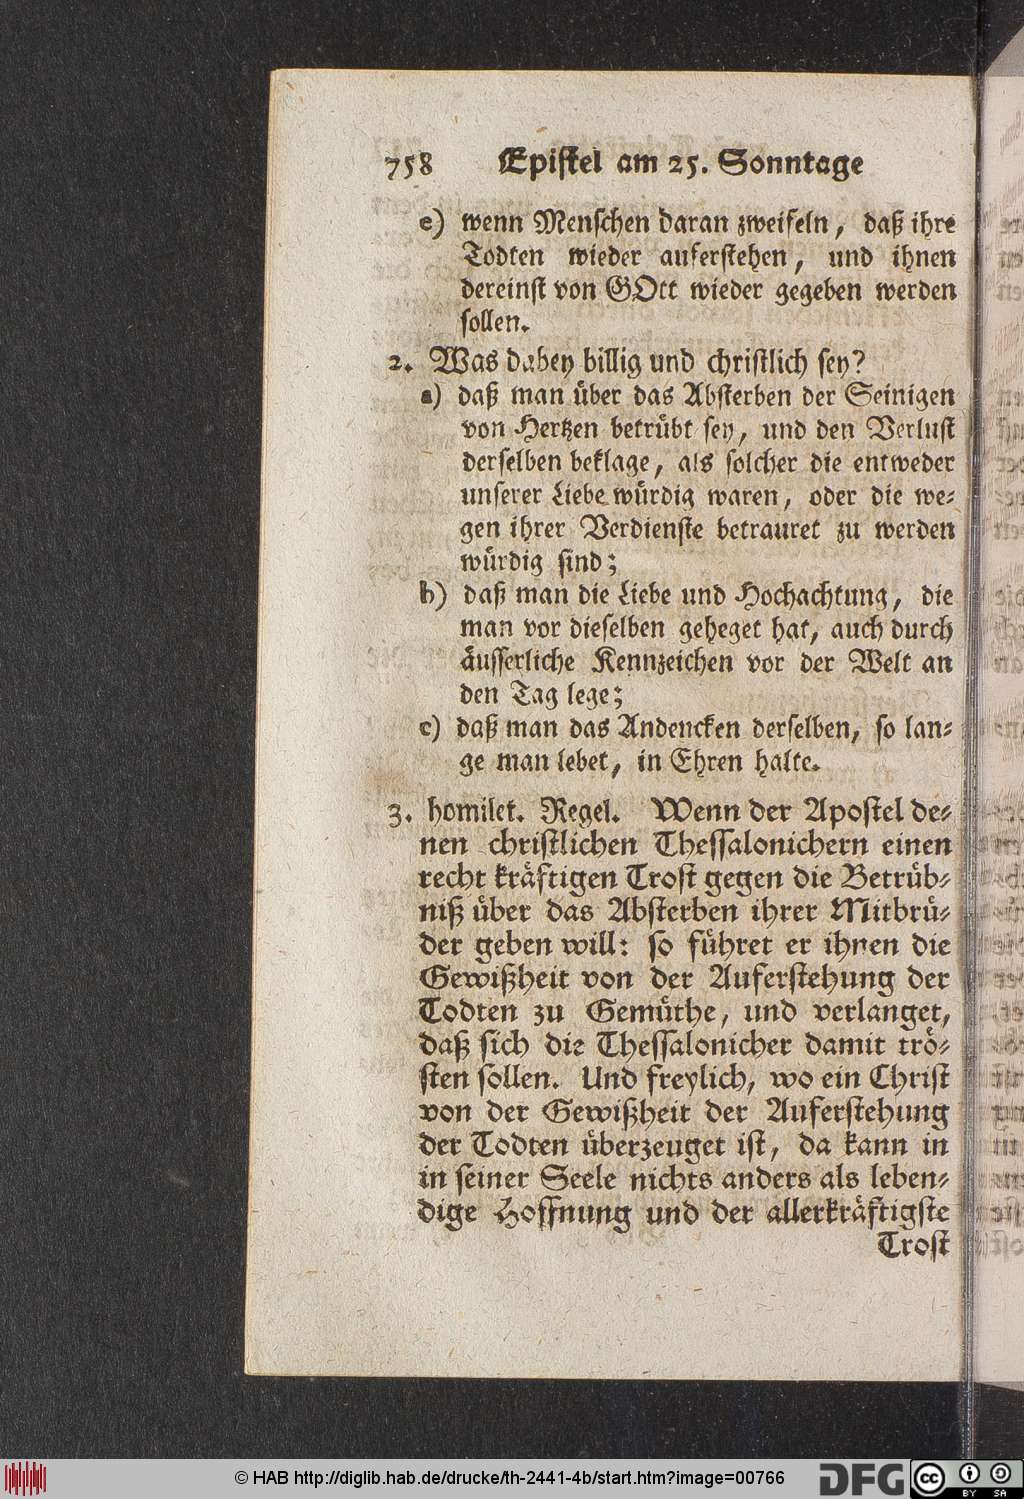 758 Epistel am 25. Sonntage
e) wenn Menschen daran zweifeln, daß ihre
Todten wieder auferstehen, und ihnen
dereinst von GOtt wieder gegeben werden
sollen.
2. Was dabey billig und christlich sey?
a) daß man über das Absterben der Seinigen
von Hertzen betrübt sey, und den Verlust
derselben beklage, als solcher die entweder
unserer Liebe würdig waren, oder die we-
gen ihrer Verdienste betrauret zu werden
würdig sind;
b) daß man die Liebe und Hochachtung, die
man vor dieselben geheget hat, auch durch
äusserliche Kennzeichen vor der Welt an
den Tag lege;
c) daß man das Andencken derselben, so lan-
ge man lebet, in Ehren halte.
3. homilet. Regel. Wenn der Apostel de-
nen christlichen Thessalonichern einen
recht kräftigen Trost gegen die Betrüb-
niß über das Absterben ihrer Mitbrü-
der geben will: so führet er ihnen die
Gewißheit von der Auferstehung der
Todten zu Gemüthe, und verlanget,
daß sich die Thessalonicher damit trö-
sten sollen. Und freylich, wo ein Christ
von der Gewißheit der Auferstehung
der Todten überzeuget ist, da kann in
in seiner Seele nichts anders als leben-
dige Hoffnung und der allerkräftigste
Trost
© HAB http://diglib.hab.de/drucke/th-2441-4b/start.htm?image=00766
DFG
cc BY SA